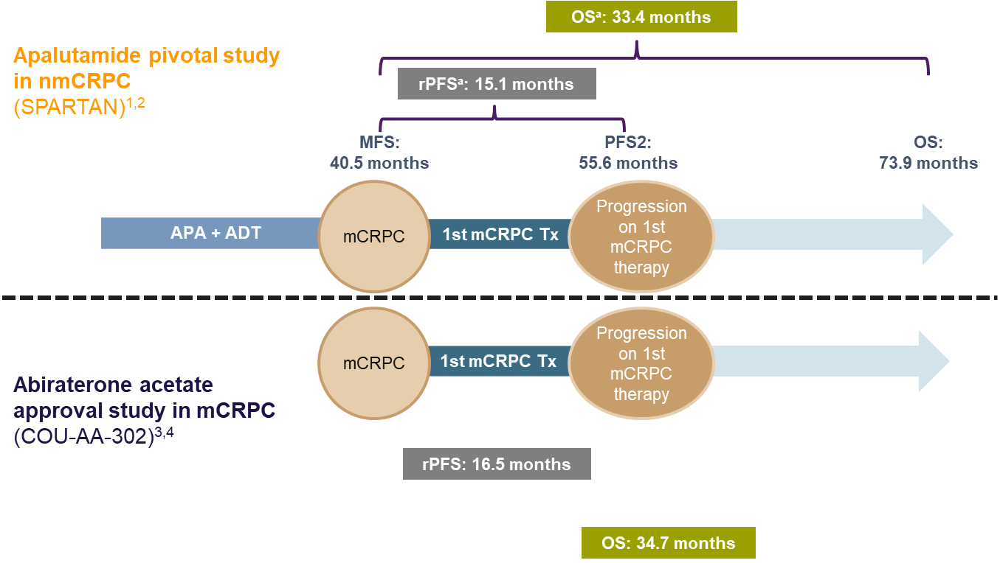 OSᵃ: 33.4 months
Apalutamide pivotal study
in nmCRPC
(SPARTAN)¹,²
rPFSᵃ: 15.1 months
MFS:
40.5 months
PFS2:
55.6 months
OS:
73.9 months
APA + ADT
mCRPC
1st mCRPC Tx
Progression
on 1st
mCRPC
therapy
mCRPC
1st mCRPC Tx
Progression
on 1st
mCRPC
therapy
Abiraterone acetate
approval study in mCRPC
(COU-AA-302)³,⁴
rPFS: 16.5 months
OS: 34.7 months